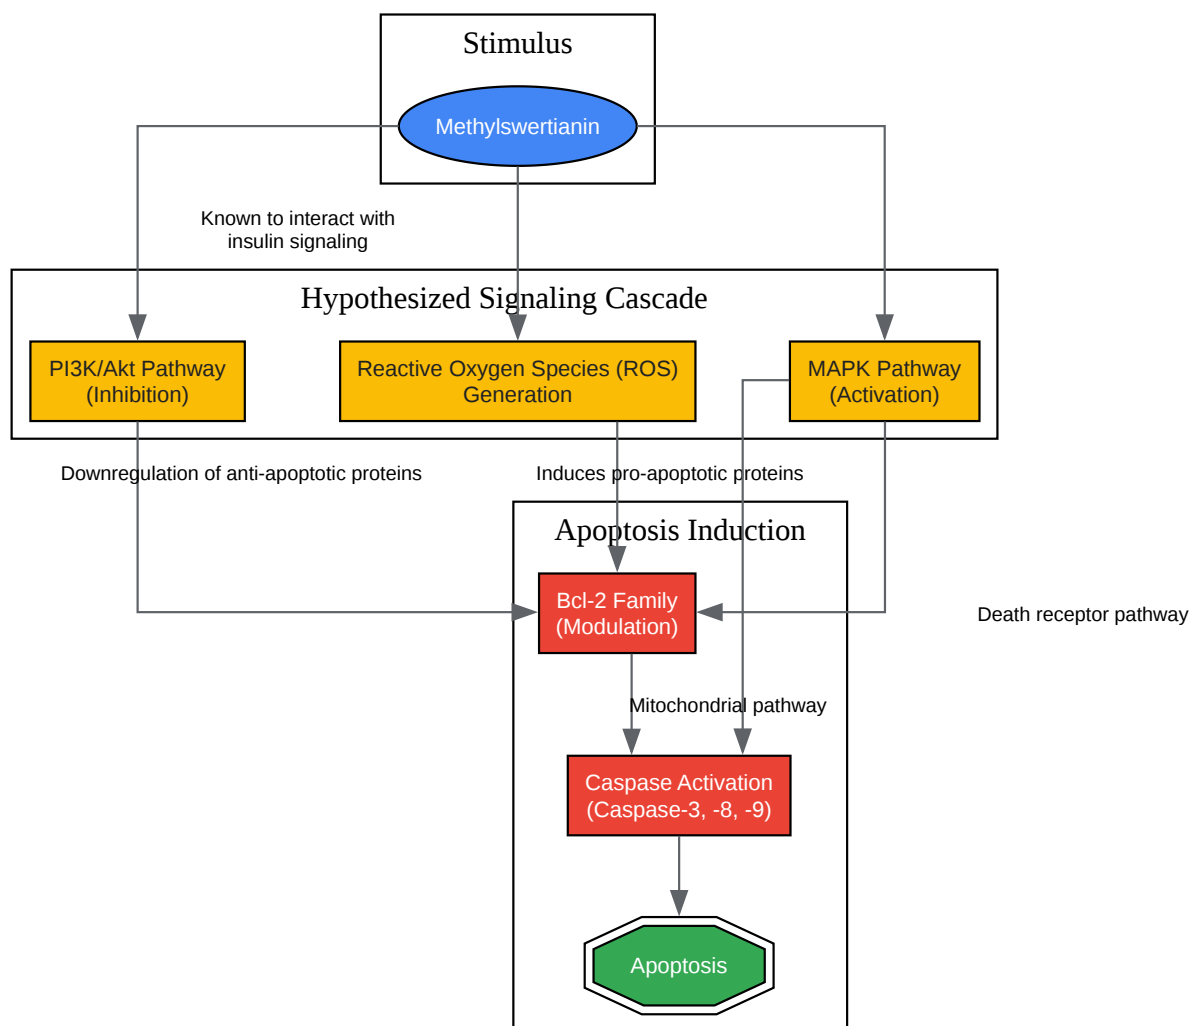 Stimulus
Methylswertianin
Known to interact with
insulin signaling
Hypothesized Signaling Cascade
PI3K/Akt Pathway
(Inhibition)
Reactive Oxygen Species (ROS)
Generation
MAPK Pathway
(Activation)
Downregulation of anti-apoptotic proteins
Induces pro-apoptotic proteins
Apoptosis Induction
Bcl-2 Family
(Modulation)
Death receptor pathway
Mitochondrial pathway
Caspase Activation
(Caspase-3, -8, -9)
Apoptosis